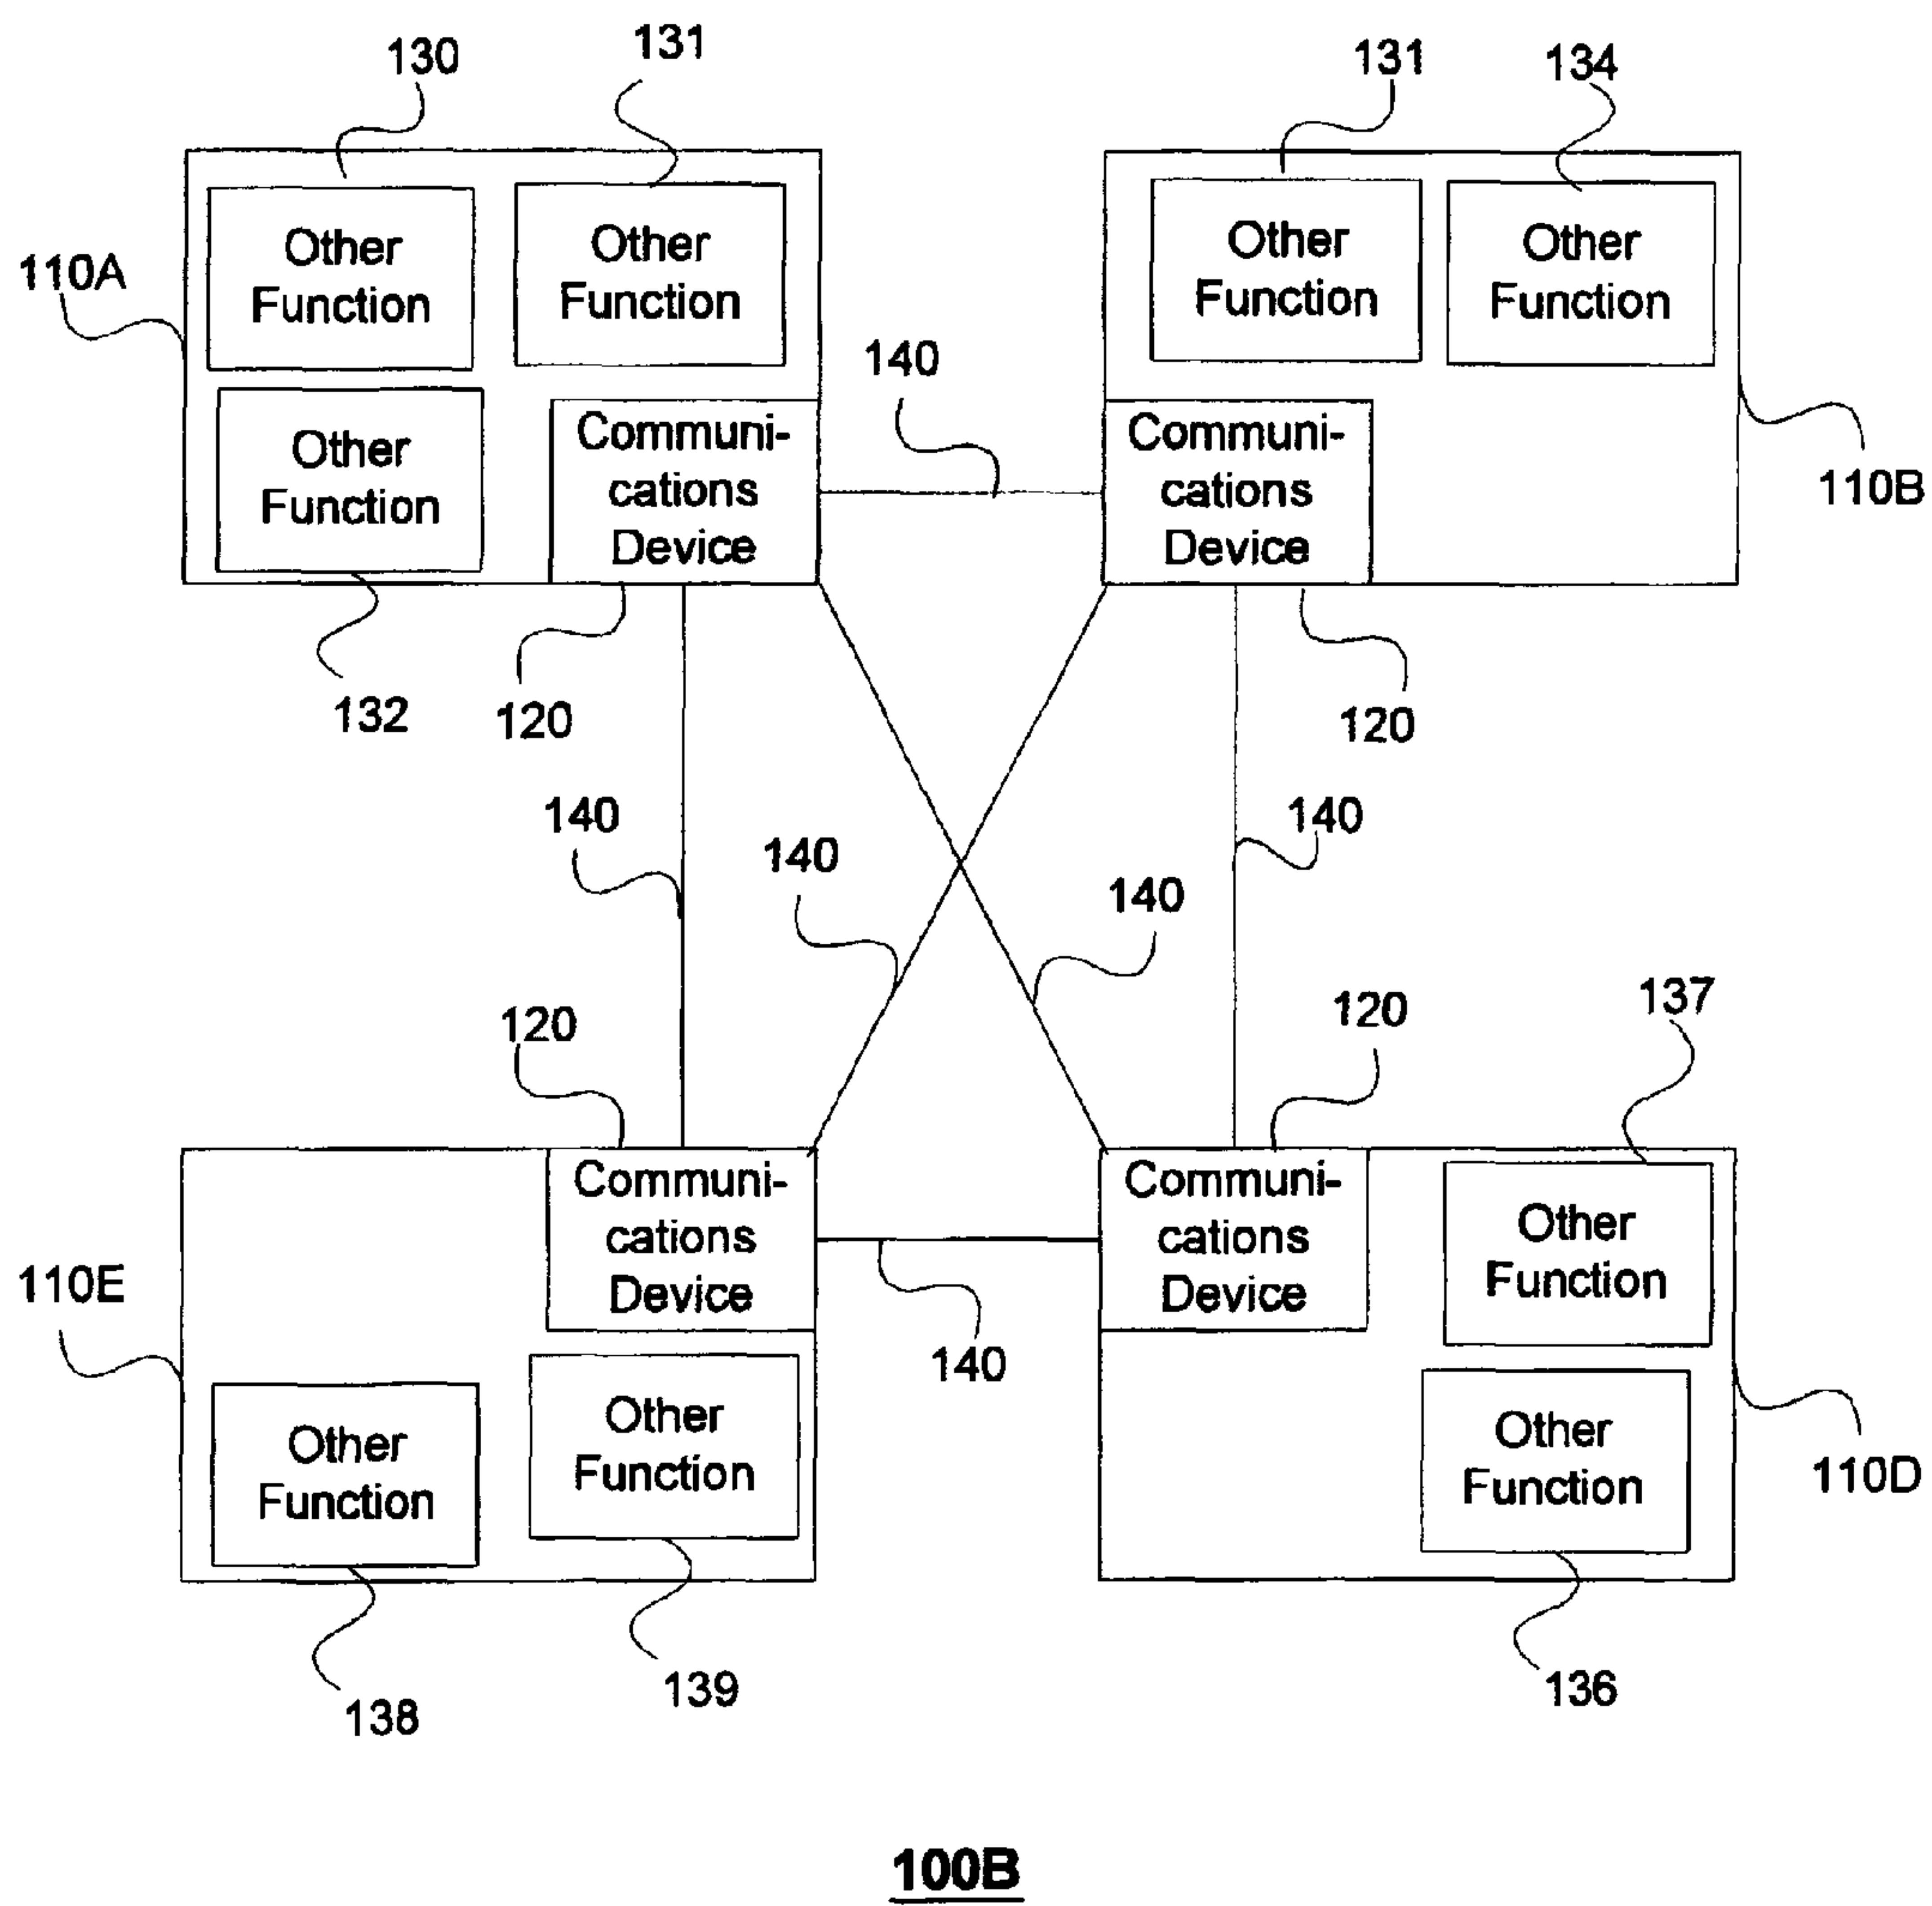 130
131
131
134
110A
Other
Function
Other
Function
Other
Function
Other
Function
140
Other
Function
Communi-
cations
Device
Communi-
cations
Device
110B
132
120
120
140
140
140
140
120
120
137
110E
Communi-
cations
Device
Communi-
cations
Device
Other
Function
140
Other
Function
Other
Function
Other
Function
110D
138
139
136
100B